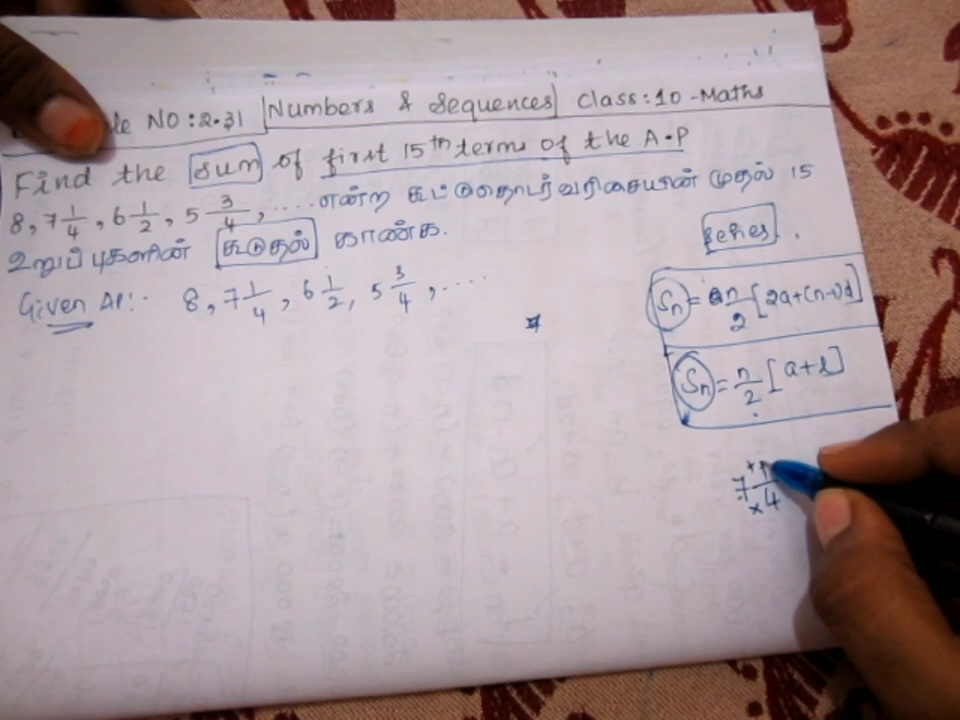 le NO : 2.31 Numbers & Sequences Class : 10 - Maths
Find the sum of first 15th terms of the A.P
8, 7 1/4, 6 1/2, 5 3/4, .... என்ற கூட்டுதொடர் வரிசையின் முதல் 15
உறுப்புகளின் கூடுதல் காண்க.
Series .
Given AP:- 8, 7 1/4, 6 1/2, 5 3/4, ....
Sn = n/2 [2a+(n-1)d]
Sn = n/2 [a+l]
7 + 1/4 ×